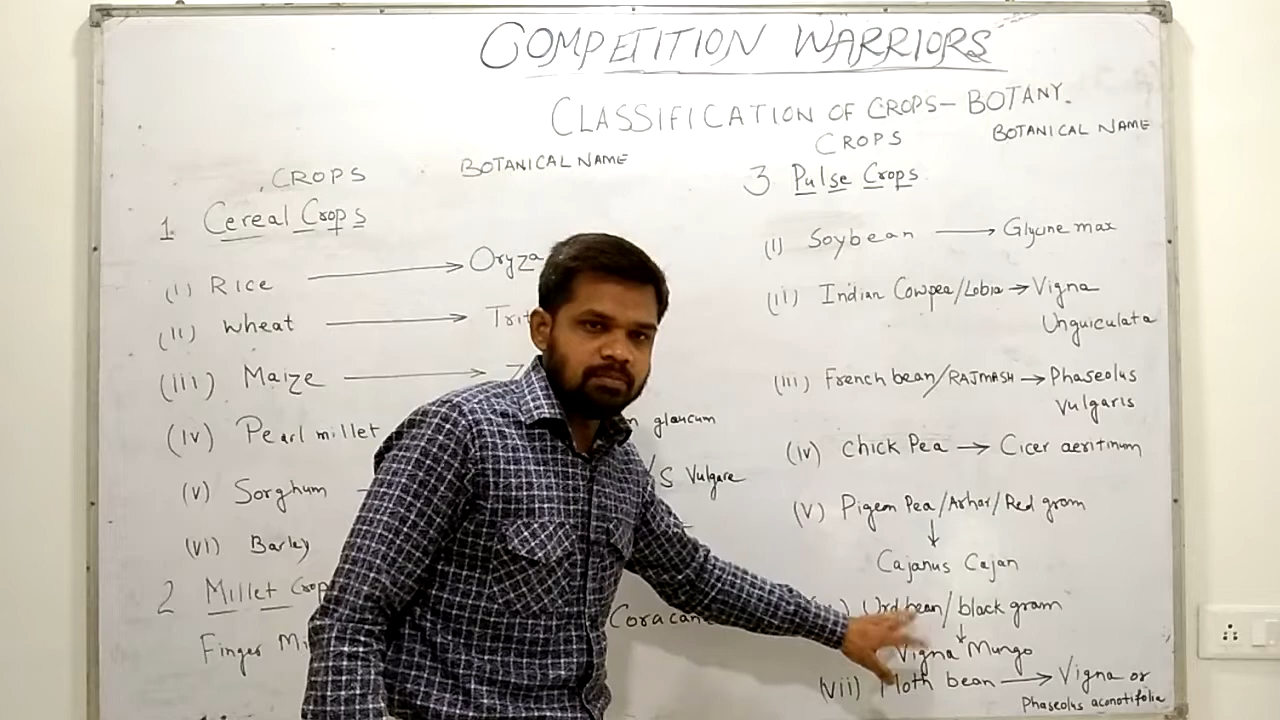 COMPETITION WARRIORS
CLASSIFICATION OF CROPS - BOTANY.
CROPS BOTANICAL NAME
1 Cereal Crops
(i) Rice → Oryza
(ii) wheat →
(iii) Maize →
(iv) Pearl millet glaucum
(v) Sorghum /S Vulgare
(vi) Barley
2 Millet
Finger
CROPS BOTANICAL NAME
3 Pulse Crops
(i) Soybean → Glycine max
(ii) Indian Cowpea/Lobia → Vigna
Unguiculata
(iii) French bean/RAJMASH → Phaseolus
Vulgaris
(iv) Chick Pea → Cicer aeritinum
(v) Pigeon Pea/Arhar/Red gram
↓
Cajanus Cajan
Urd bean/black gram
↓
Vigna Mungo
(vii) Moth bean → Vigna or
Phaseolus aconotifolia